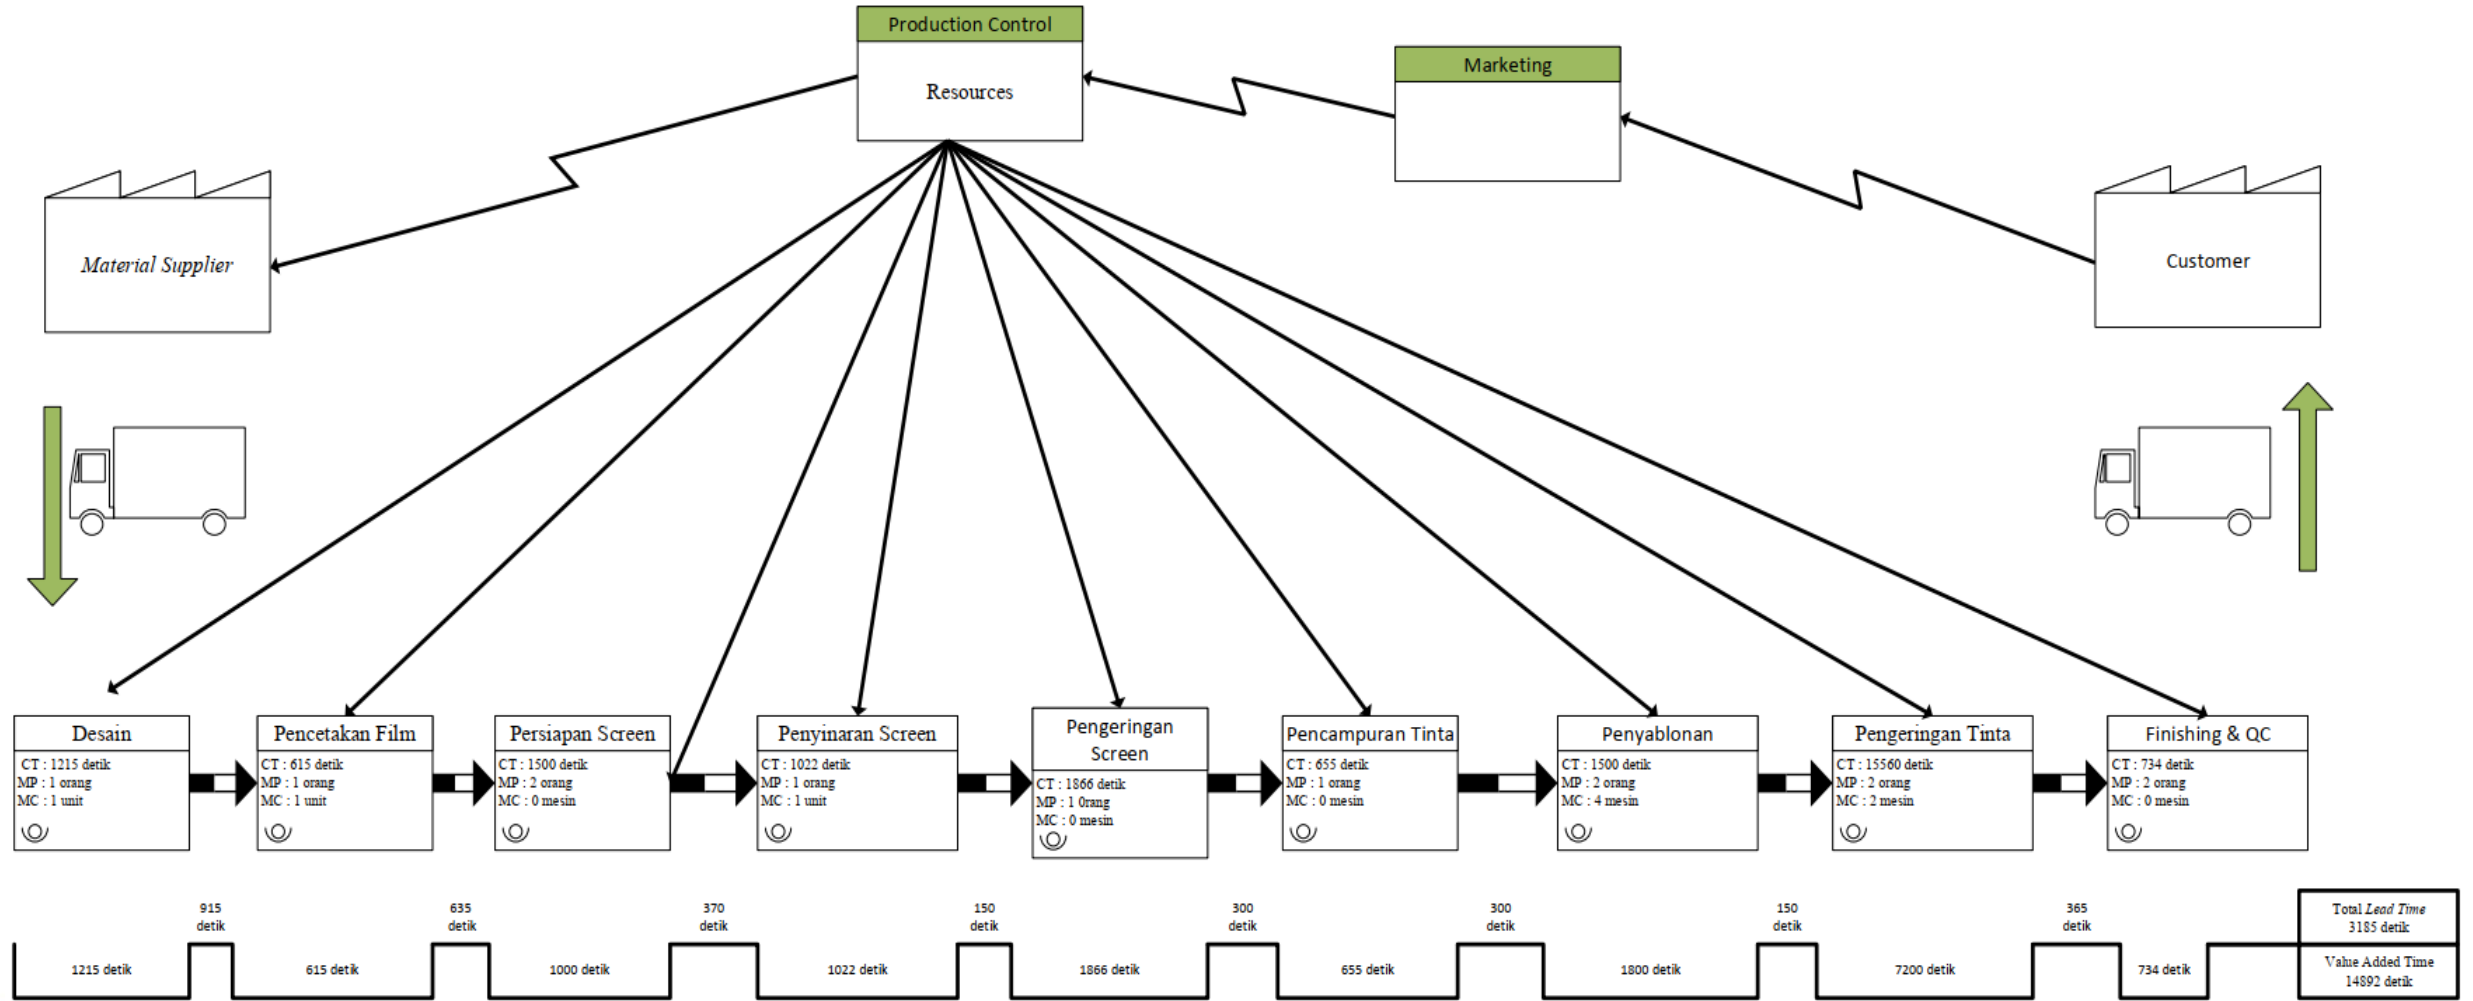 Production Control
Resources
Marketing
Material Supplier
Customer
Desain
CT : 1215 detik
MP : 1 orang
MC : 1 unit
Pencetakan Film
CT : 615 detik
MP : 1 orang
MC : 1 unit
Persiapan Screen
CT : 1500 detik
MP : 2 orang
MC : 0 mesin
Penyinaran Screen
CT : 1022 detik
MP : 1 orang
MC : 1 unit
Pengeringan
Screen
CT : 1866 detik
MP : 1 0rang
MC : 0 mesin
Pencampuran Tinta
CT : 655 detik
MP : 1 orang
MC : 0 mesin
Penyablonan
CT : 1500 detik
MP : 2 orang
MC : 4 mesin
Pengeringan Tinta
CT : 15560 detik
MP : 2 orang
MC : 2 mesin
Finishing & QC
CT : 734 detik
MP : 2 orang
MC : 0 mesin
915
detik
635
detik
370
detik
150
detik
300
detik
300
detik
150
detik
365
detik
Total Lead Time
3185 detik
1215 detik
615 detik
1000 detik
1022 detik
1866 detik
655 detik
1800 detik
7200 detik
734 detik
Value Added Time
14892 detik